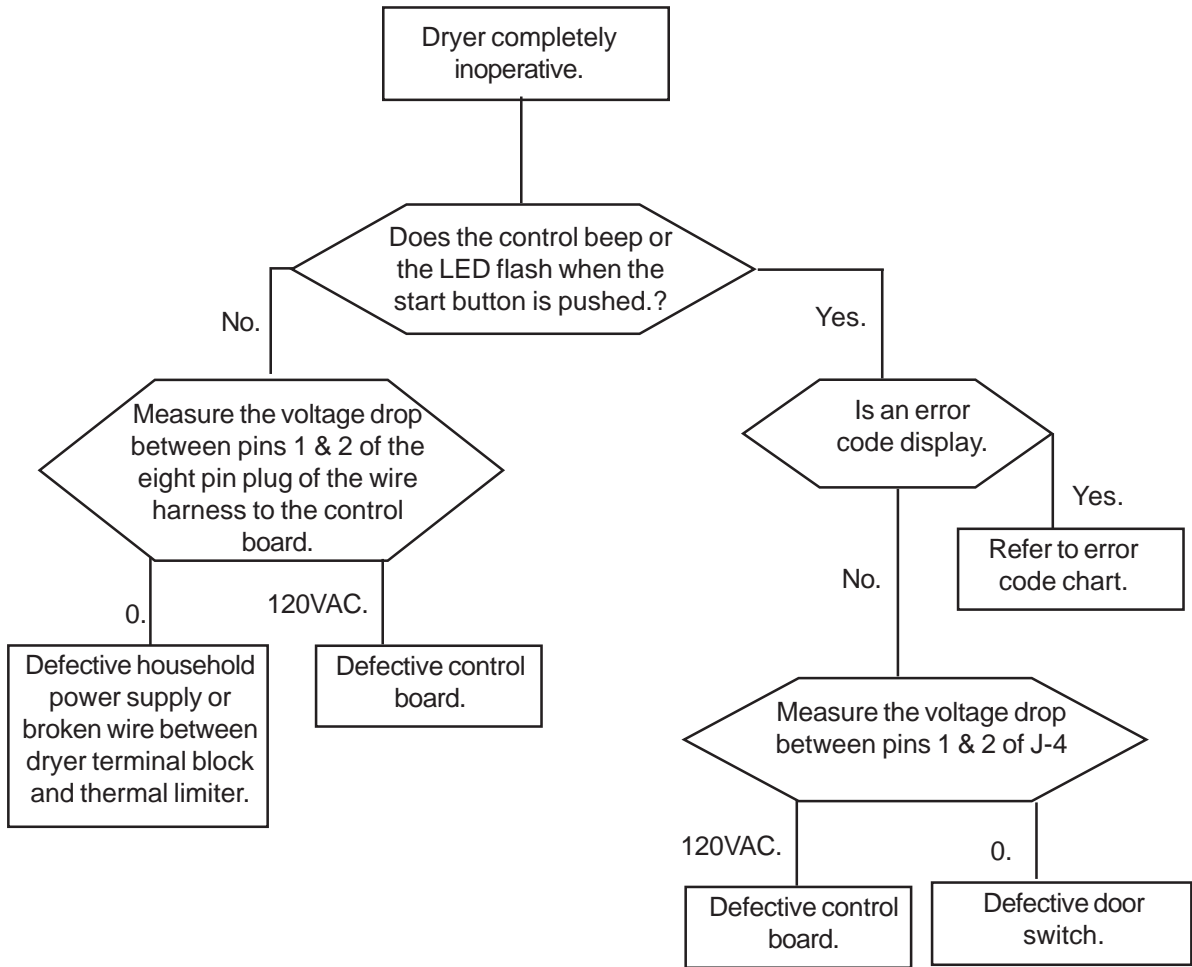 Dryer completely
inoperative.
Does the control beep or
the LED flash when the
start button is pushed.?
No.
Yes.
Measure the voltage drop
between pins 1 & 2 of the
eight pin plug of the wire
harness to the control
board.
Is an error
code display.
Yes.
Refer to error
code chart.
No.
0.
120VAC.
Defective household
power supply or
broken wire between
dryer terminal block
and thermal limiter.
Defective control
board.
Measure the voltage drop
between pins 1 & 2 of J-4
120VAC.
0.
Defective control
board.
Defective door
switch.